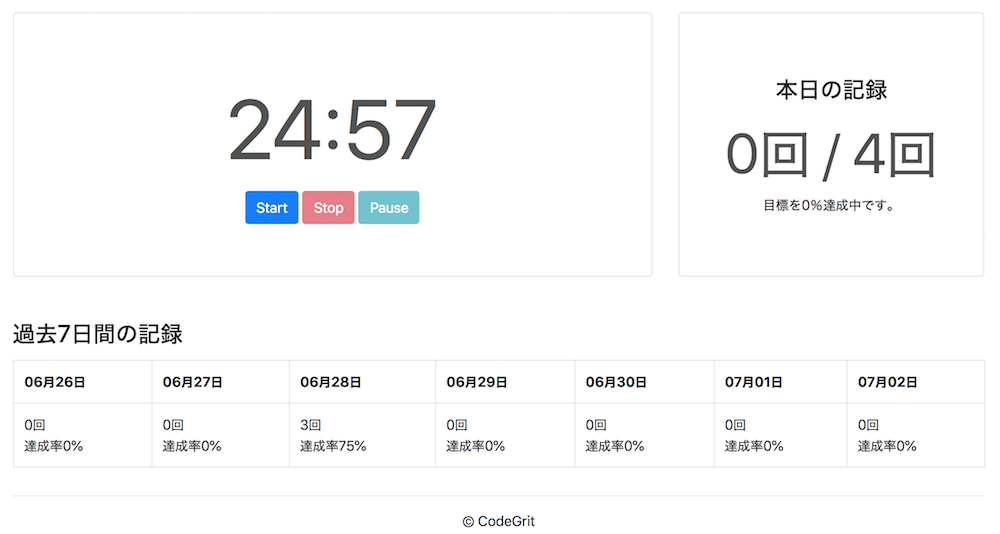 24:57
Start Stop Pause
本日の記録
0回 / 4回
目標を0%達成中です。
過去7日間の記録
06月26日 06月27日 06月28日 06月29日 06月30日 07月01日 07月02日
0回 0回 3回 0回 0回 0回 0回
達成率0% 達成率0% 達成率75% 達成率0% 達成率0% 達成率0% 達成率0%
© CodeGrit